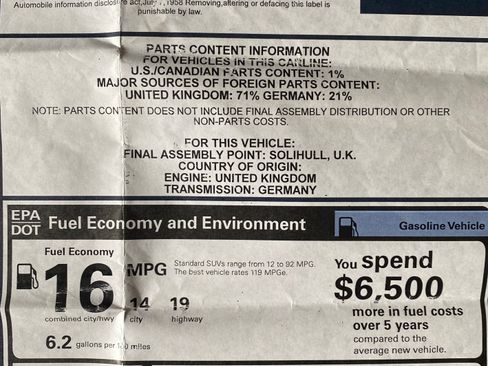 Automobile information disclosure act, July 7, 1958 Removing, altering or defacing this label is
punishable by law.
PARTS CONTENT INFORMATION
FOR VEHICLES IN THIS CARLINE:
U.S./CANADIAN PARTS CONTENT: 1%
MAJOR SOURCES OF FOREIGN PARTS CONTENT:
UNITED KINGDOM: 71% GERMANY: 21%
NOTE: PARTS CONTENT DOES NOT INCLUDE FINAL ASSEMBLY DISTRIBUTION OR OTHER
NON-PARTS COSTS.
FOR THIS VEHICLE:
FINAL ASSEMBLY POINT: SOLIHULL, U.K.
COUNTRY OF ORIGIN:
ENGINE: UNITED KINGDOM
TRANSMISSION: GERMANY
EPA
DOT
Fuel Economy and Environment
Gasoline Vehicle
Fuel Economy
16 MPG
Standard SUVs range from 12 to 92 MPG.
The best vehicle rates 119 MPGe.
14 19
combined city/hwy city highway
6.2 gallons per 100 miles
You spend
$6,500
more in fuel costs
over 5 years
compared to the
average new vehicle.